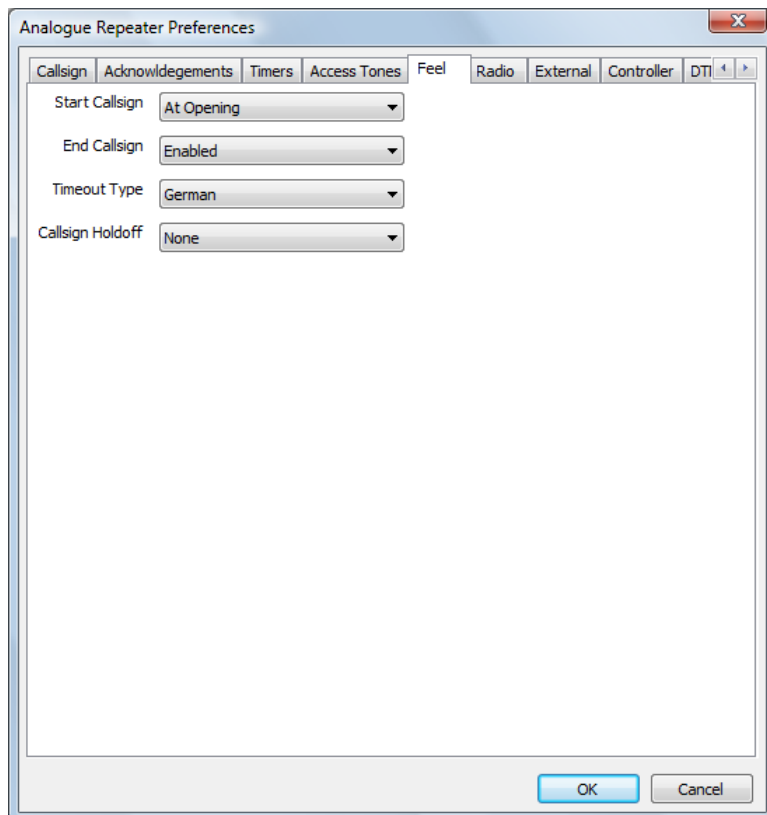 Analogue Repeater Preferences
Callsign Acknowldegements Timers Access Tones Feel Radio External Controller
Start Callsign At Opening
End Callsign Enabled
Timeout Type German
Callsign Holdoff None
OK Cancel